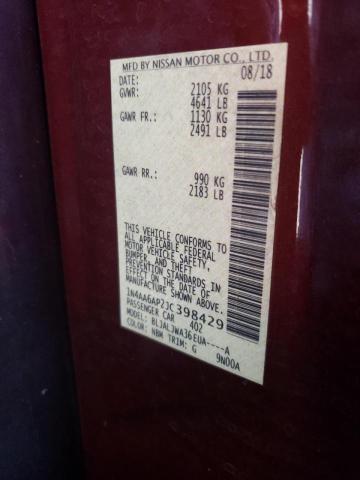 MFD BY NISSAN MOTOR CO., LTD.
DATE: 08/18
GVWR: 2105 KG
4641 LB
GAWR FR.: 1130 KG
2491 LB
GAWR RR.: 990 KG
2183 LB
THIS VEHICLE CONFORMS TO
ALL APPLICABLE FEDERAL
MOTOR VEHICLE SAFETY,
BUMPER, AND THEFT
PREVENTION STANDARDS
IN EFFECT ON THE DATE OF
MANUFACTURE SHOWN ABOVE.
1N4AA6AP2JC398429
PASSENGER CAR 402
MODEL: BLJALJWA36EUA----A
COLOR: NBM TRIM: G 9N00A